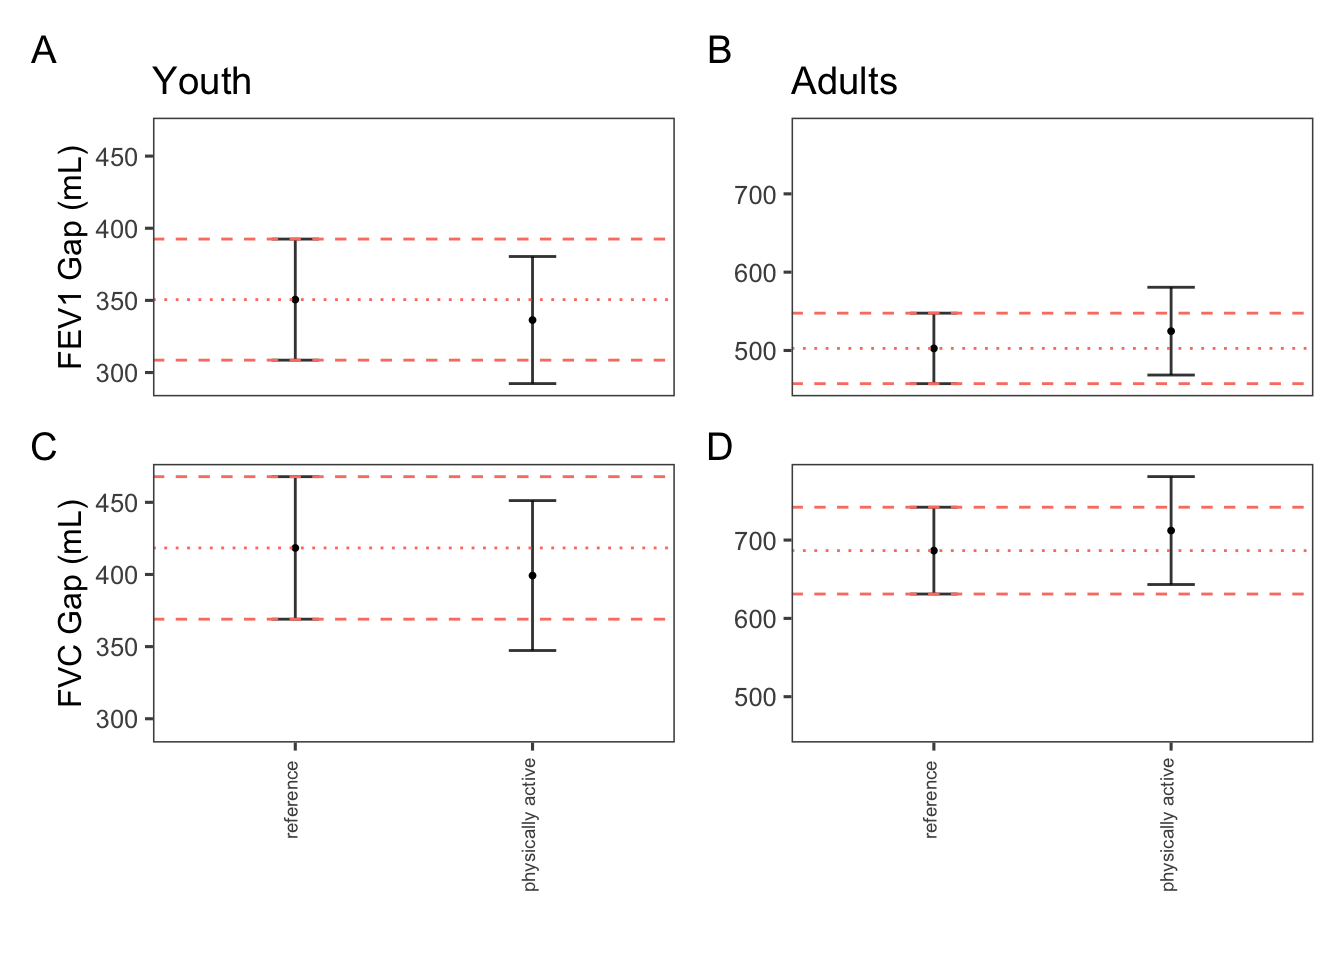 A
Youth
FEV1 Gap (mL)
450
400
350
300
B
Adults
700
600
500
C
FVC Gap (mL)
450
400
350
300
reference
physically active
D
700
600
500
reference
physically active